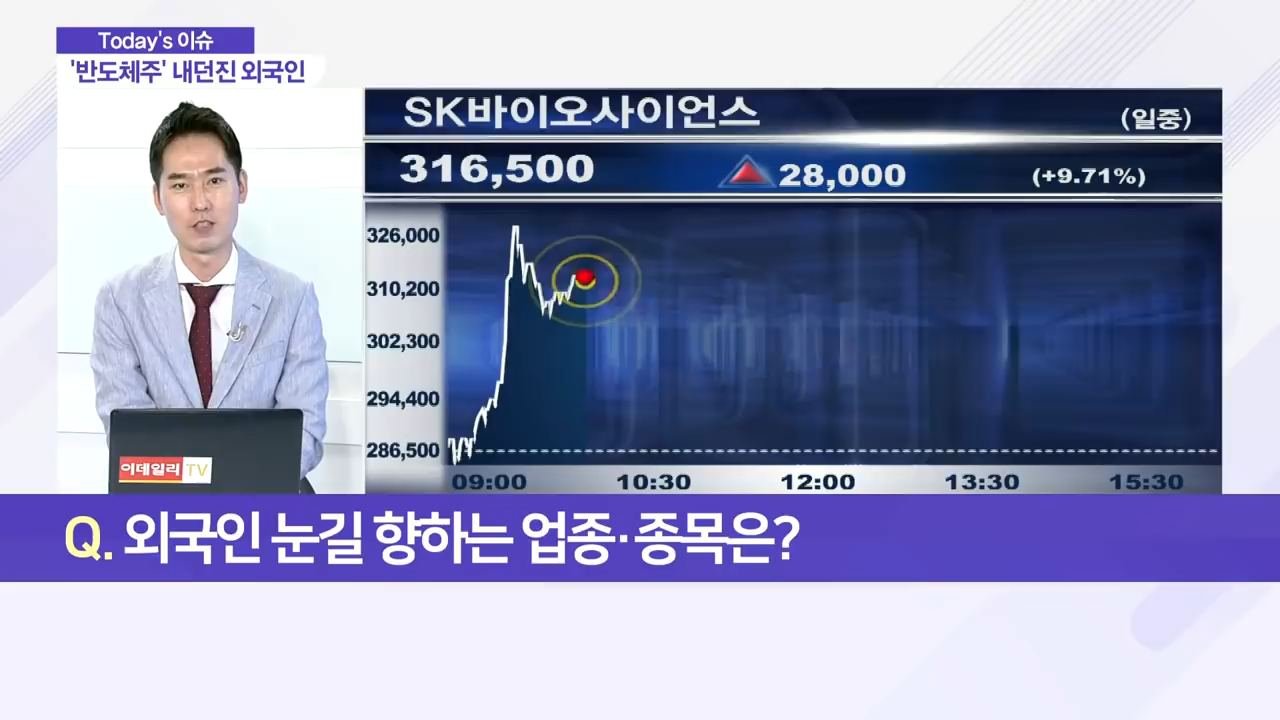 Today's 이슈
'반도체주' 내던진 외국인
SK바이오사이언스 (일중)
316,500 ▲ 28,000 (+9.71%)
326,000
310,200
302,300
294,400
286,500
09:00 10:30 12:00 13:30 15:30
이데일리 TV
Q. 외국인 눈길 향하는 업종·종목은?